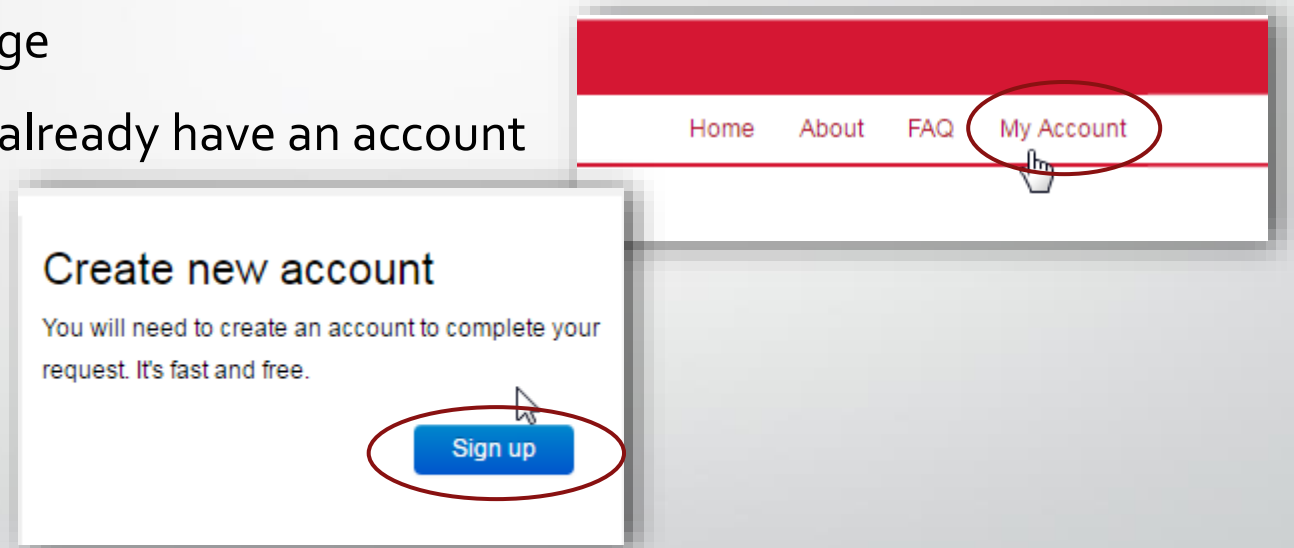 ge
already have an account
Home About FAQ My Account
Create new account
You will need to create an account to complete your
request. It's fast and free.
Sign up